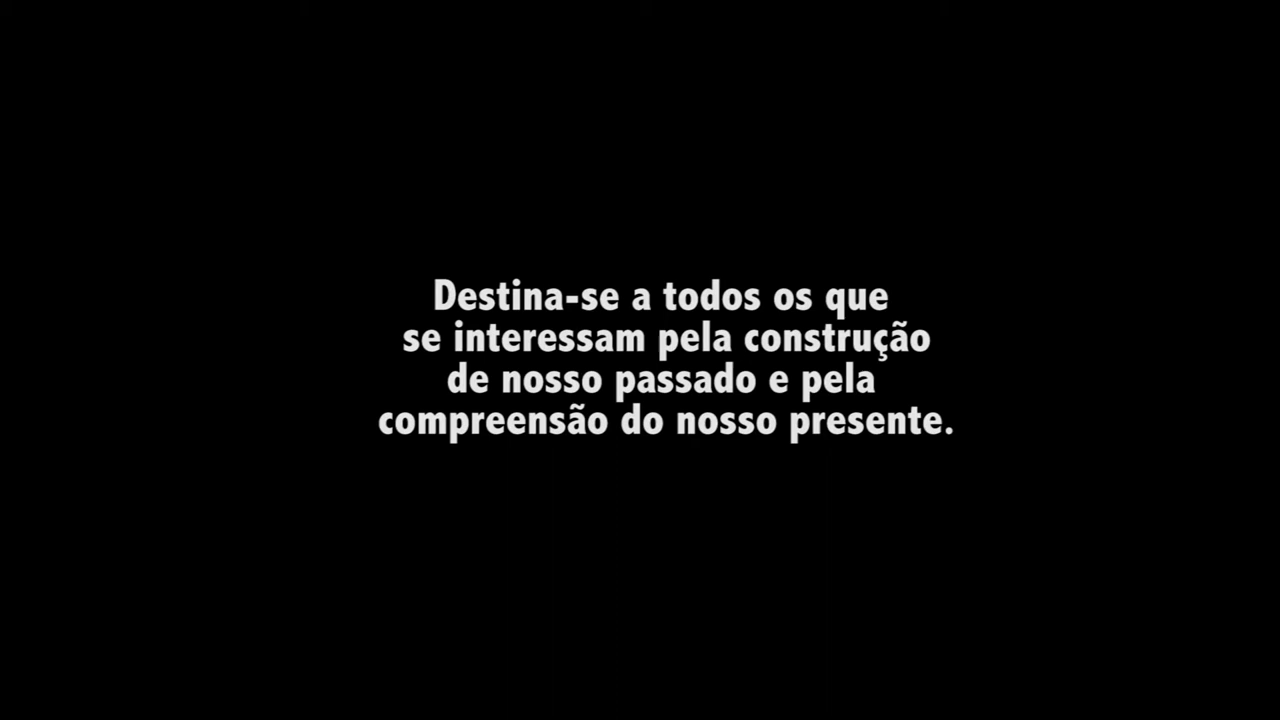 Destina-se a todos os que
se interessam pela construção
de nosso passado e pela
compreensão do nosso presente.